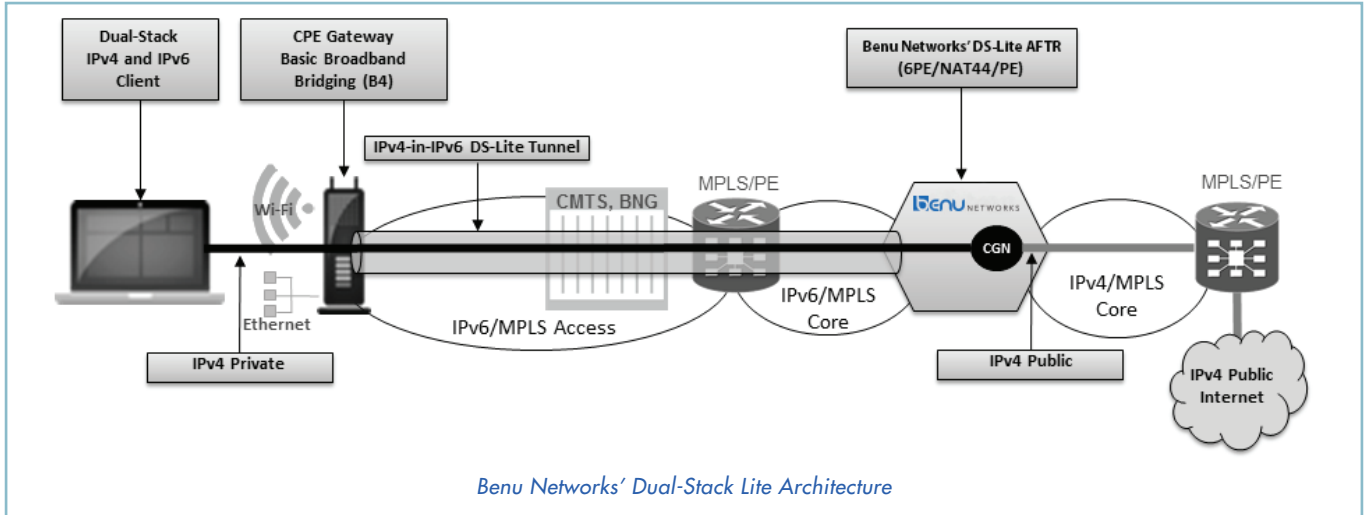 Dual-Stack
IPv4 and IPv6
Client
CPE Gateway
Basic Broadband
Bridging (B4)
Benu Networks' DS-Lite AFTR
(6PE/NAT44/PE)
IPv4-in-IPv6 DS-Lite Tunnel
Wi-Fi
CMTS, BNG
MPLS/PE
benu NETWORKS
MPLS/PE
CGN
Ethernet
IPv6/MPLS Access
IPv6/MPLS
Core
IPv4/MPLS
Core
IPv4 Private
IPv4 Public
IPv4 Public
Internet
Benu Networks' Dual-Stack Lite Architecture